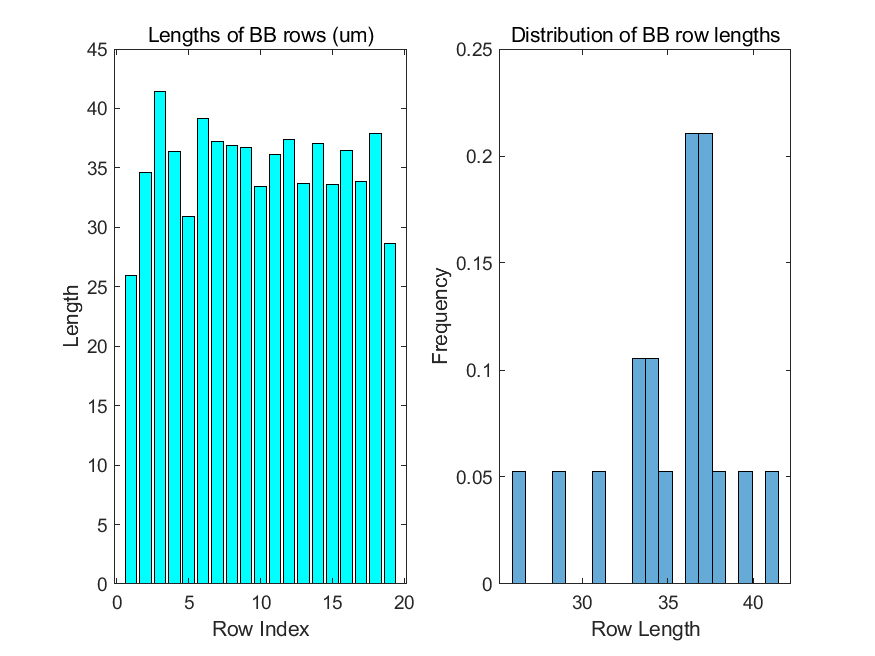 Lengths of BB rows (um)
45
40
35
30
25
20
15
10
5
0
Length
0 5 10 15 20
Row Index
Distribution of BB row lengths
0.25
0.2
0.15
0.1
0.05
0
Frequency
30 35 40
Row Length